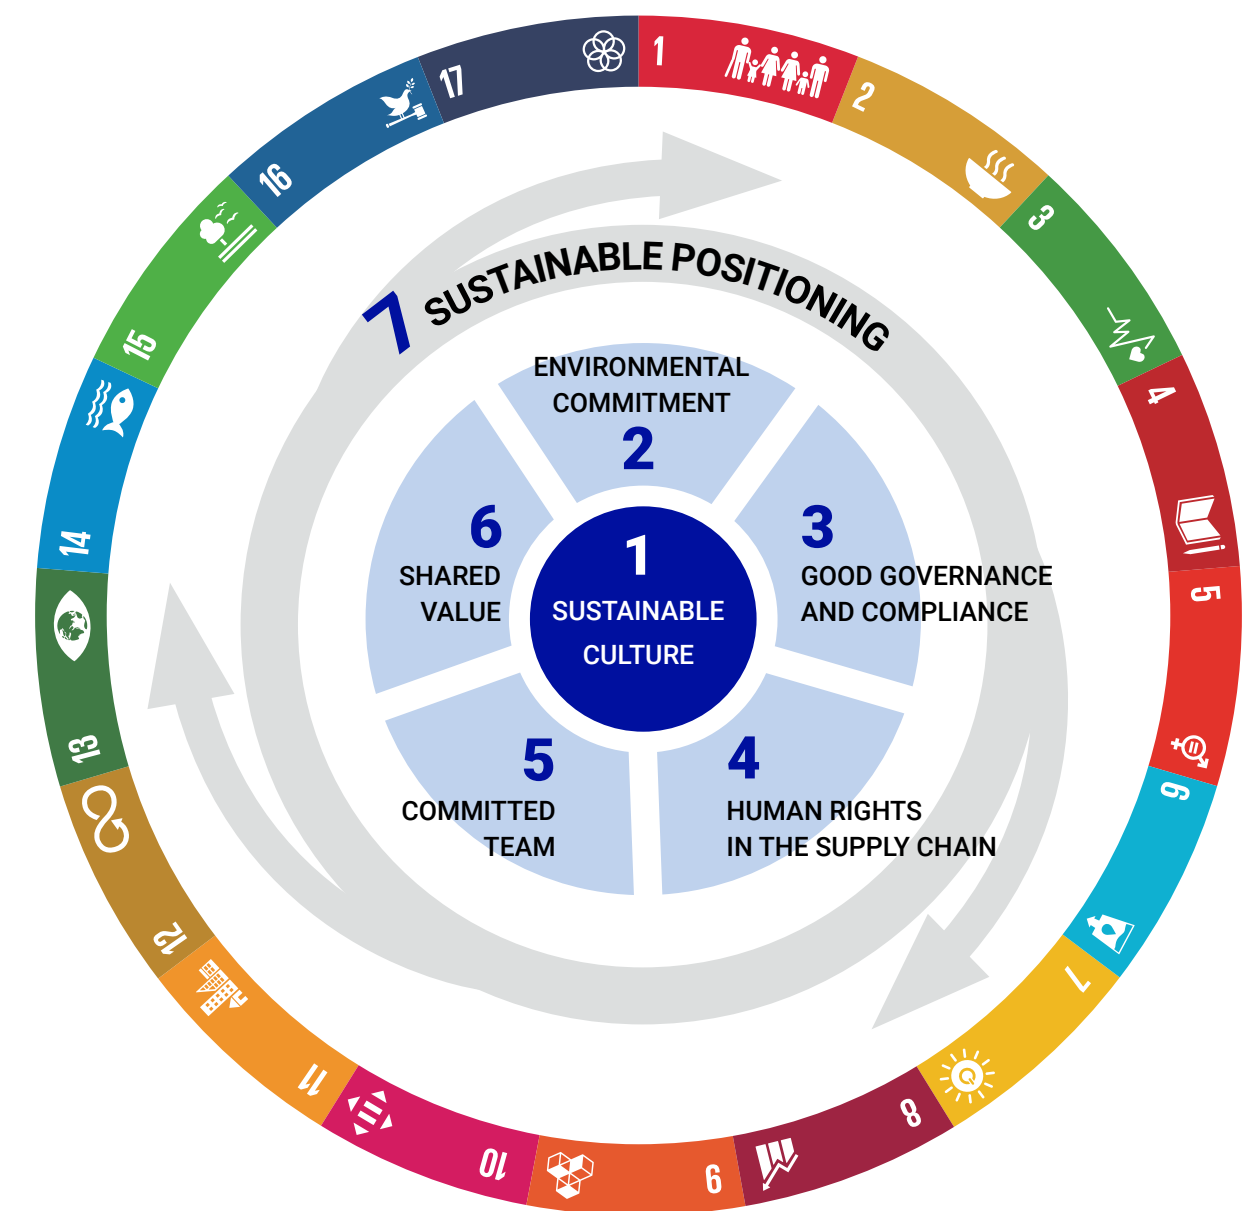 1
2
3
4
5
6
7
8
9
10
11
12
13
14
15
16
17
7 SUSTAINABLE POSITIONING
ENVIRONMENTAL
COMMITMENT
2
3
GOOD GOVERNANCE
AND COMPLIANCE
4
HUMAN RIGHTS
IN THE SUPPLY CHAIN
5
COMMITTED
TEAM
6
SHARED
VALUE
1
SUSTAINABLE
CULTURE